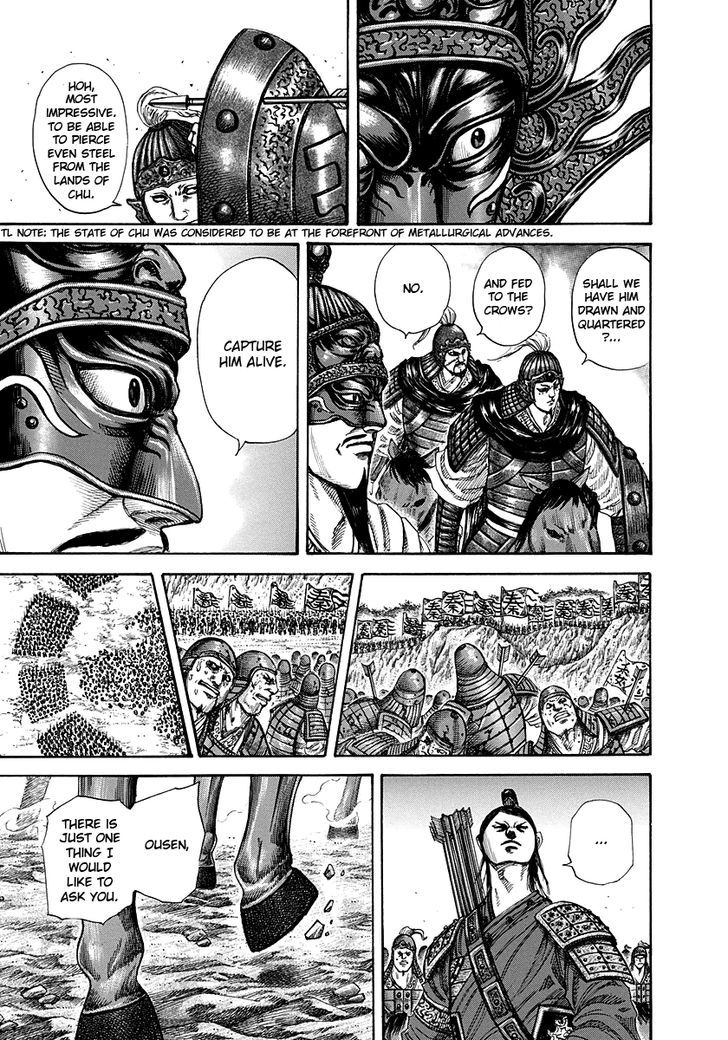 HOH,
MOST
IMPRESSIVE.
TO BE ABLE
TO PIERCE
EVEN STEEL
FROM THE
LANDS OF
CHU.
TL NOTE: THE STATE OF CHU WAS CONSIDERED TO BE AT THE FOREFRONT OF METALLURGICAL ADVANCES.
SHALL WE
HAVE HIM
DRAWN AND
QUARTERED
?...
AND FED
TO THE
CROWS?
NO.
CAPTURE
HIM ALIVE.
秦
秦
秦
...
OUSEN,
THERE IS
JUST ONE
THING I
WOULD
LIKE TO
ASK YOU.